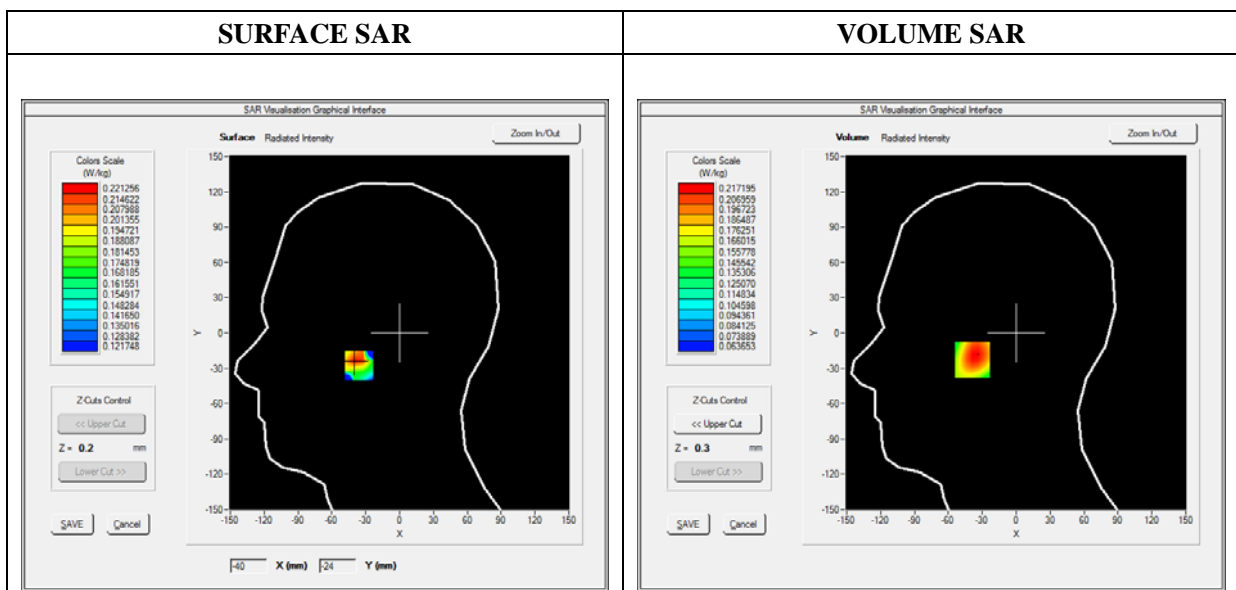 SURFACE SAR
VOLUME SAR
SAR Visualisation Graphical Interface
Surface Radiated Intensity
Zoom In/Out
Colors Scale
(W/kg)
0.221256
0.214622
0.207988
0.201355
0.194721
0.188087
0.181453
0.174819
0.168185
0.161551
0.154917
0.148284
0.141650
0.135016
0.128382
0.121748
Z-Cuts Control
<< Upper Cut
Z = 0.2 mm
Lower Cut >>
SAVE Cancel
150
120
90
60
30
0
-30
-60
-90
-120
-150
Y
-150 -120 -90 -60 -30 0 30 60 90 120 150
X
-40 X (mm) -24 Y (mm)
SAR Visualisation Graphical Interface
Volume Radiated Intensity
Zoom In/Out
Colors Scale
(W/kg)
0.217195
0.206959
0.196723
0.186487
0.176251
0.166015
0.155778
0.145542
0.135306
0.125070
0.114834
0.104598
0.094361
0.084125
0.073889
0.063653
Z-Cuts Control
<< Upper Cut
Z = 0.3 mm
Lower Cut >>
SAVE Cancel
150
120
90
60
30
0
-30
-60
-90
-120
-150
Y
-150 -120 -90 -60 -30 0 30 60 90 120 150
X